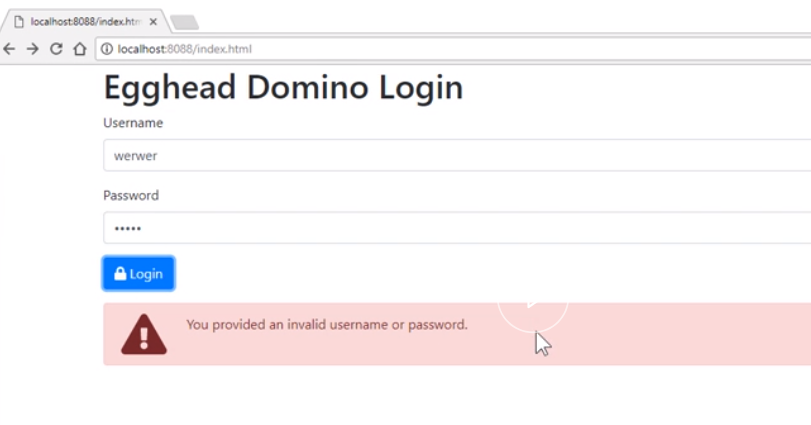 localhost:8088/index.htm
localhost:8088/index.html
Egghead Domino Login
Username
werwer
Password
•••••
Login
You provided an invalid username or password.